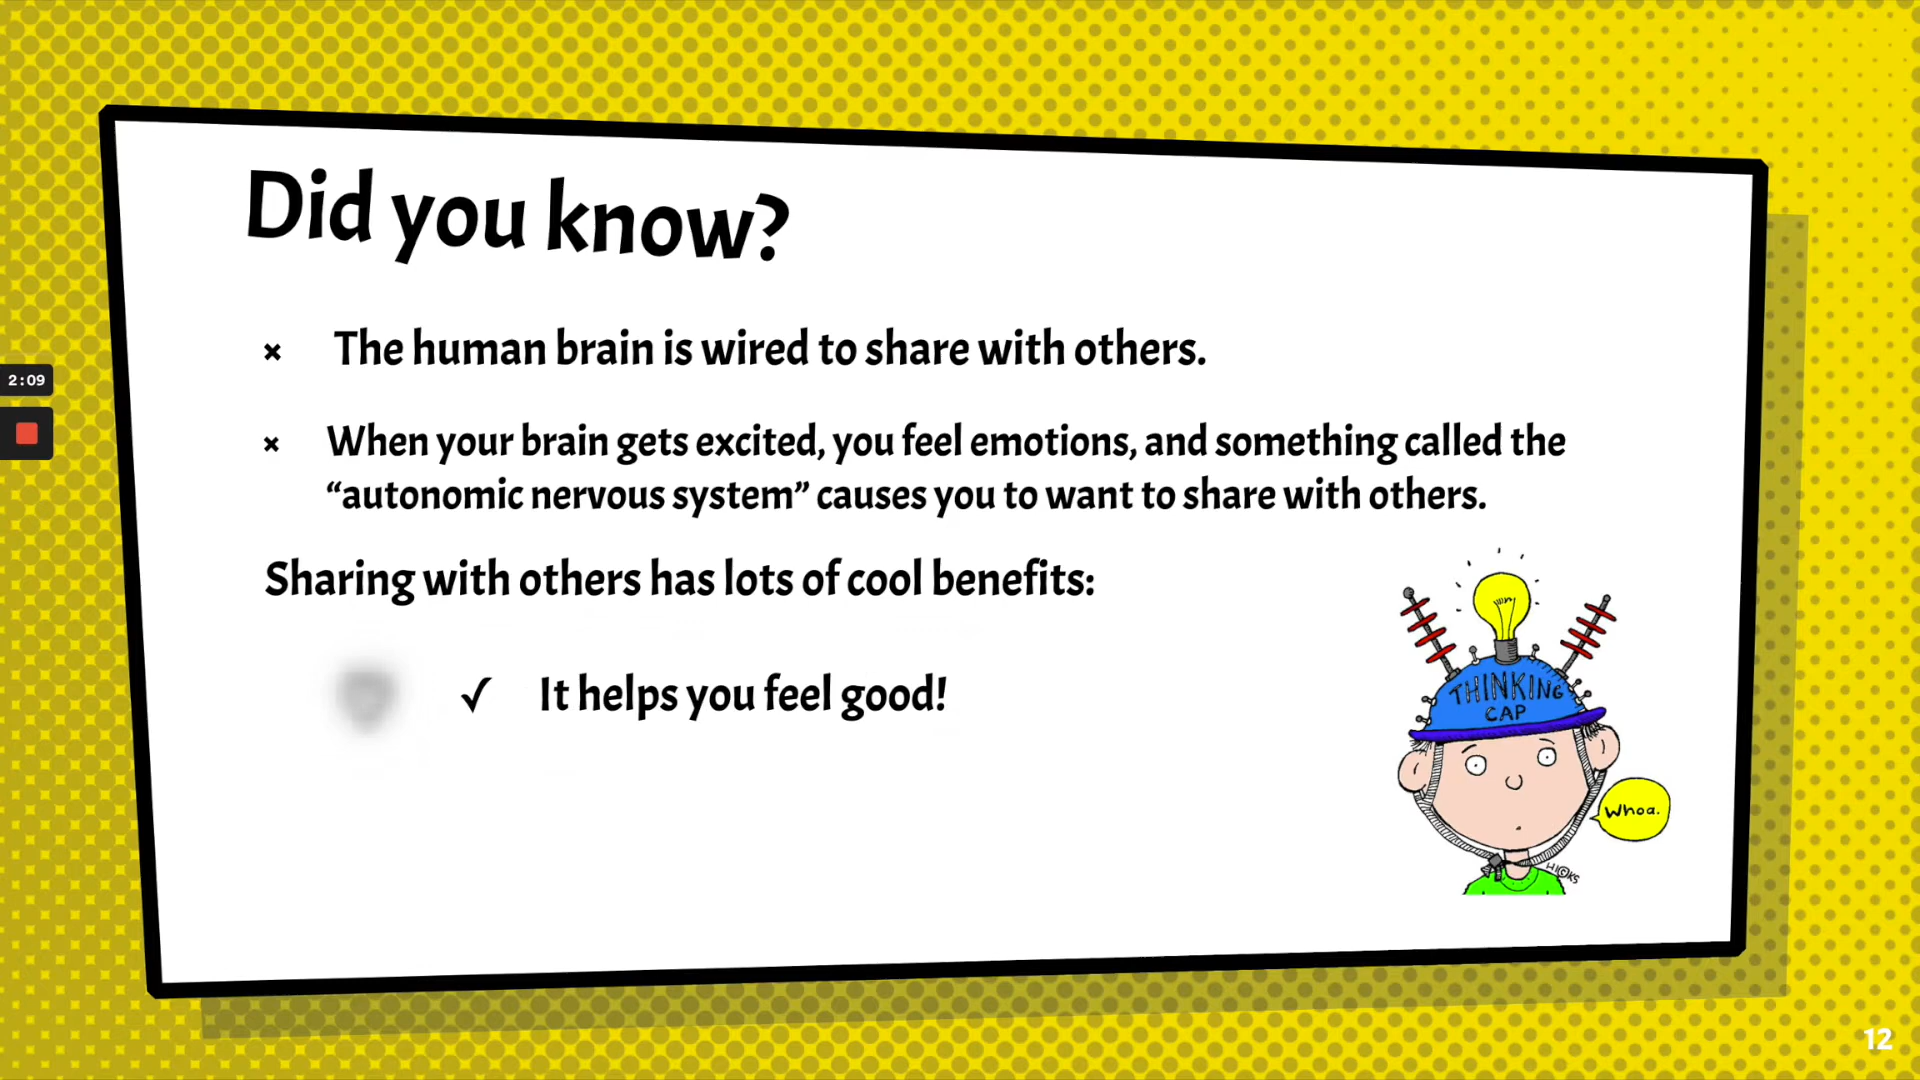 Did you know?
× The human brain is wired to share with others.
× When your brain gets excited, you feel emotions, and something called the
“autonomic nervous system” causes you to want to share with others.
Sharing with others has lots of cool benefits:
✓ It helps you feel good!
2:09
THINKING
CAP
Whoa.
HICKS
12